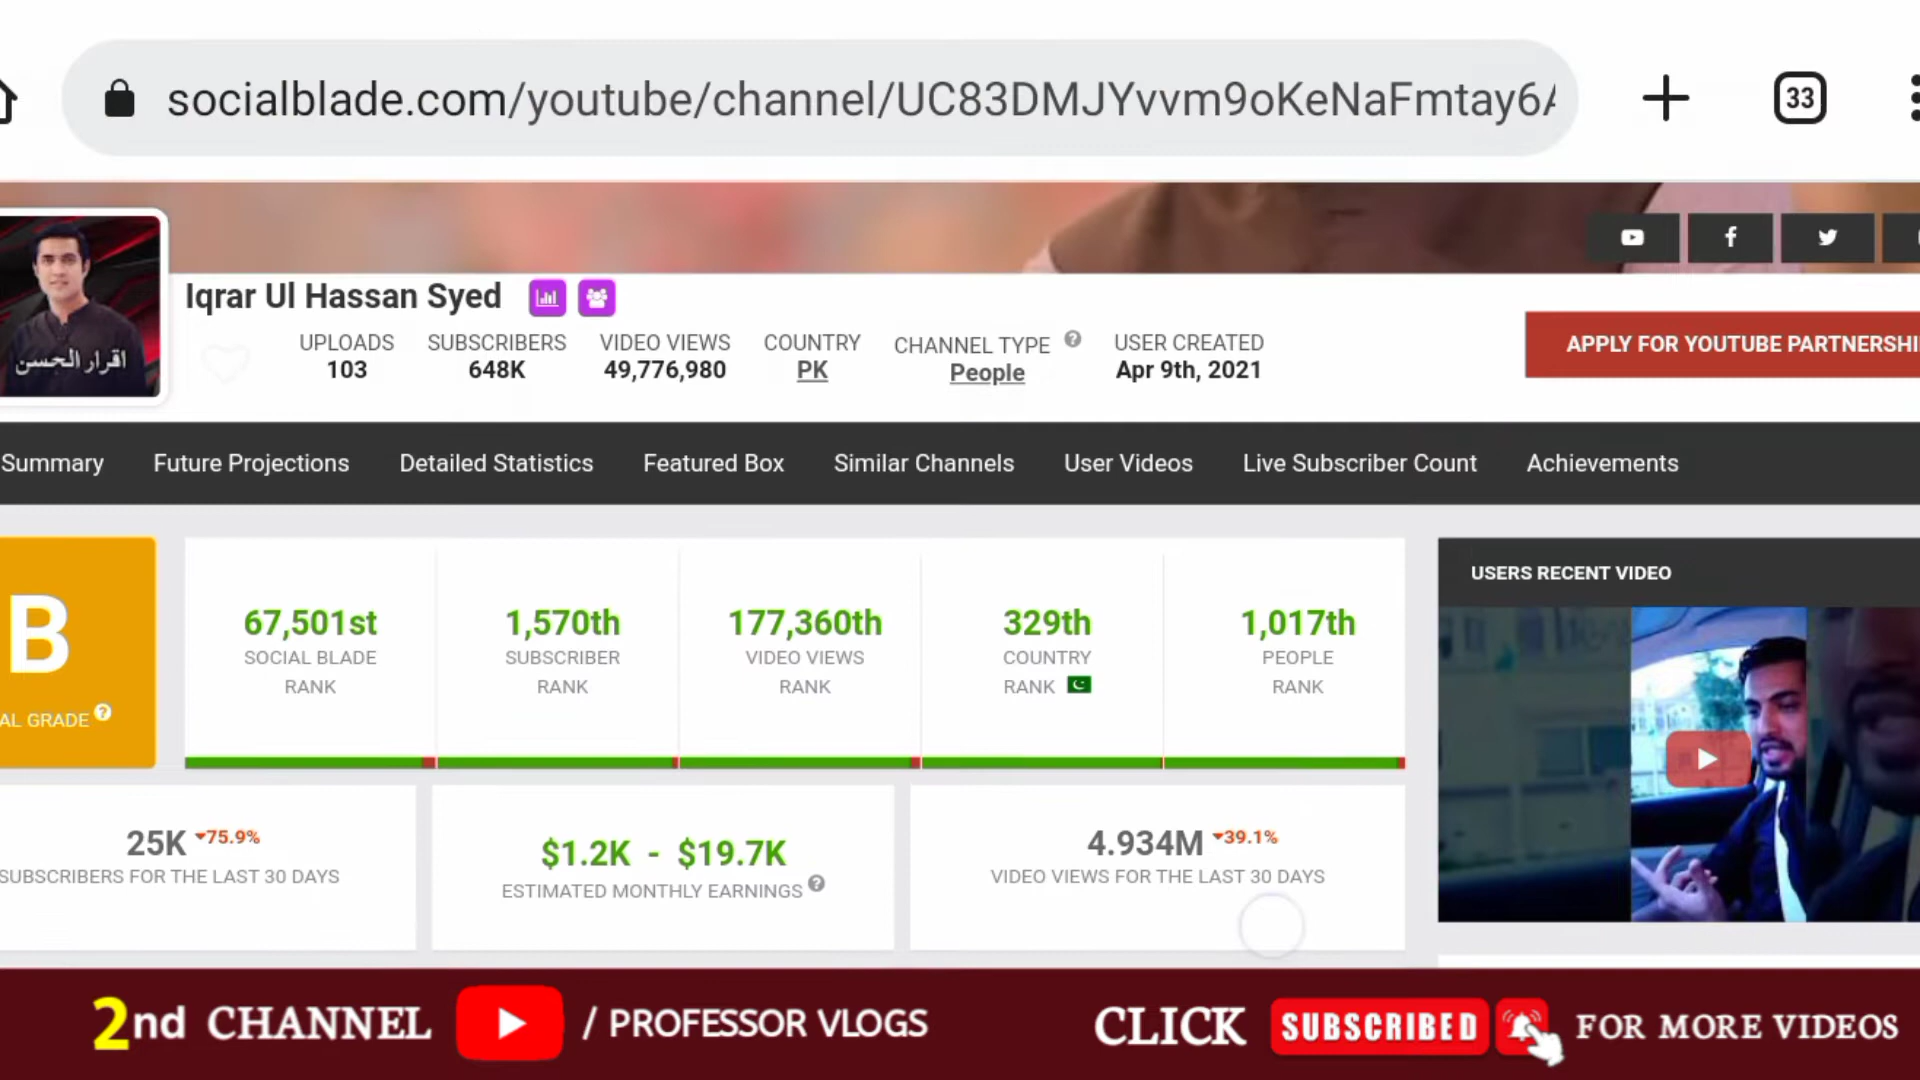 socialblade.com/youtube/channel/UC83DMJYvvm9oKeNaFmtay6A
33
Iqrar Ul Hassan Syed
اقرار الحسن
UPLOADS SUBSCRIBERS VIDEO VIEWS COUNTRY CHANNEL TYPE USER CREATED
103 648K 49,776,980 PK People Apr 9th, 2021
APPLY FOR YOUTUBE PARTNERSHI
Summary Future Projections Detailed Statistics Featured Box Similar Channels User Videos Live Subscriber Count Achievements
B
AL GRADE
67,501st
SOCIAL BLADE
RANK
1,570th
SUBSCRIBER
RANK
177,360th
VIDEO VIEWS
RANK
329th
COUNTRY
RANK
1,017th
PEOPLE
RANK
USERS RECENT VIDEO
25K 75.9%
SUBSCRIBERS FOR THE LAST 30 DAYS
$1.2K - $19.7K
ESTIMATED MONTHLY EARNINGS
4.934M 39.1%
VIDEO VIEWS FOR THE LAST 30 DAYS
2nd CHANNEL / PROFESSOR VLOGS CLICK SUBSCRIBED FOR MORE VIDEOS